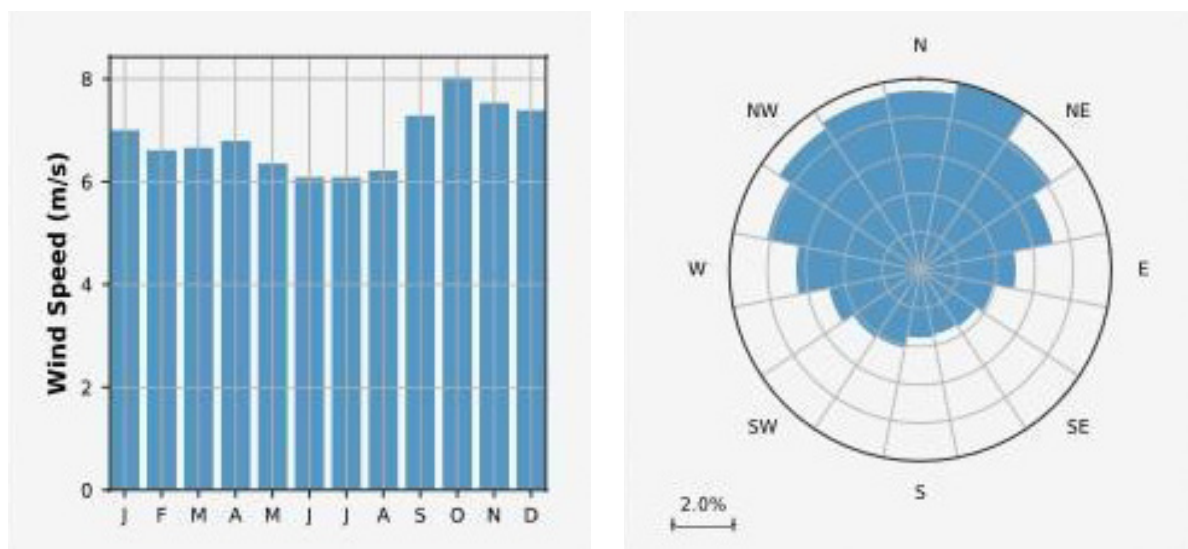 Wind Speed (m/s)
8
6
4
2
0
J F M A M J J A S O N D
N
NW NE
W E
SW SE
S
2.0%